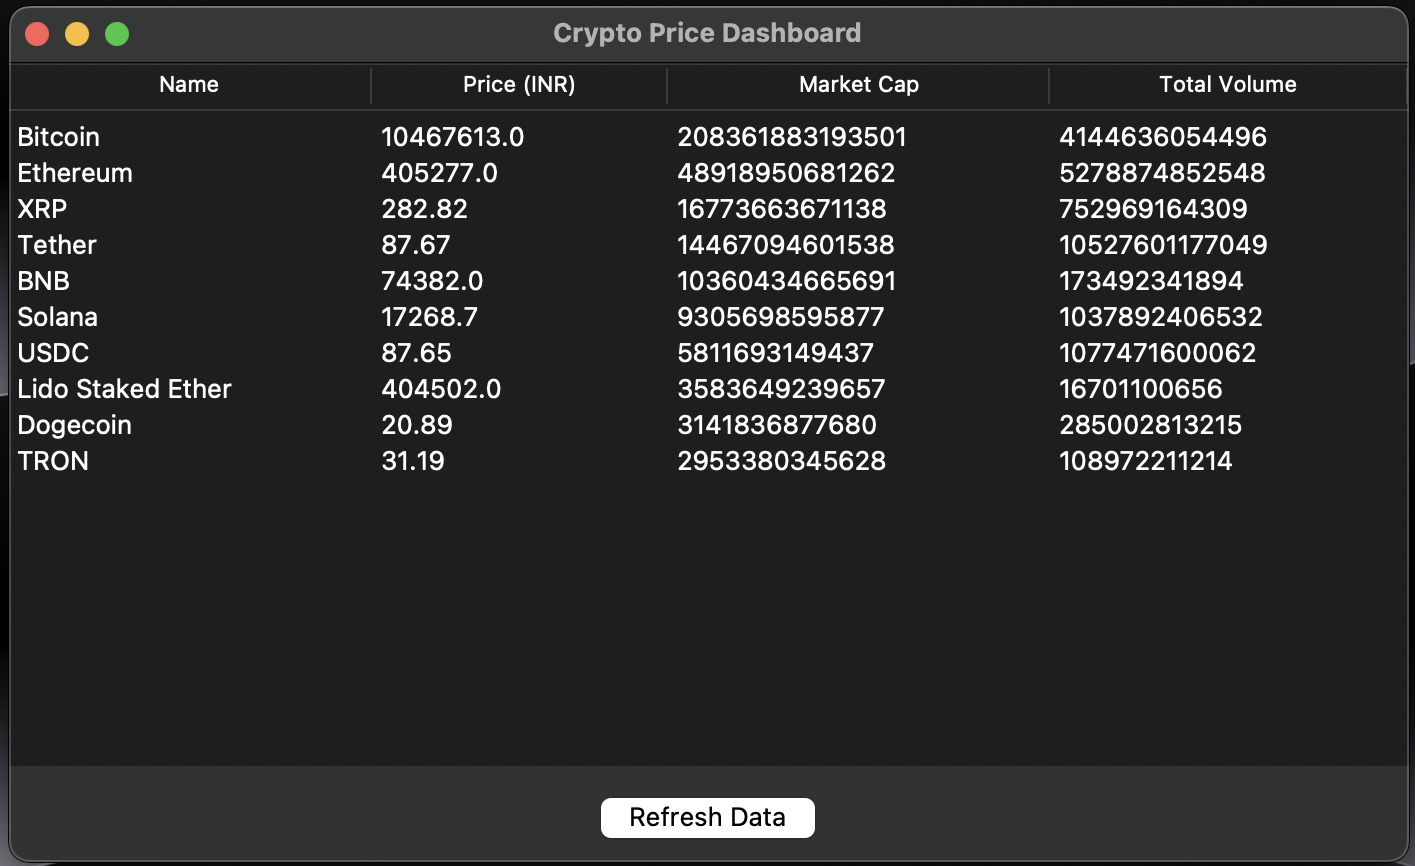 Crypto Price Dashboard
Name Price (INR) Market Cap Total Volume
Bitcoin 10467613.0 208361883193501 4144636054496
Ethereum 405277.0 48918950681262 5278874852548
XRP 282.82 16773663671138 752969164309
Tether 87.67 14467094601538 10527601177049
BNB 74382.0 10360434665691 173492341894
Solana 17268.7 9305698595877 1037892406532
USDC 87.65 5811693149437 1077471600062
Lido Staked Ether 404502.0 3583649239657 16701100656
Dogecoin 20.89 3141836877680 285002813215
TRON 31.19 2953380345628 108972211214
Refresh Data